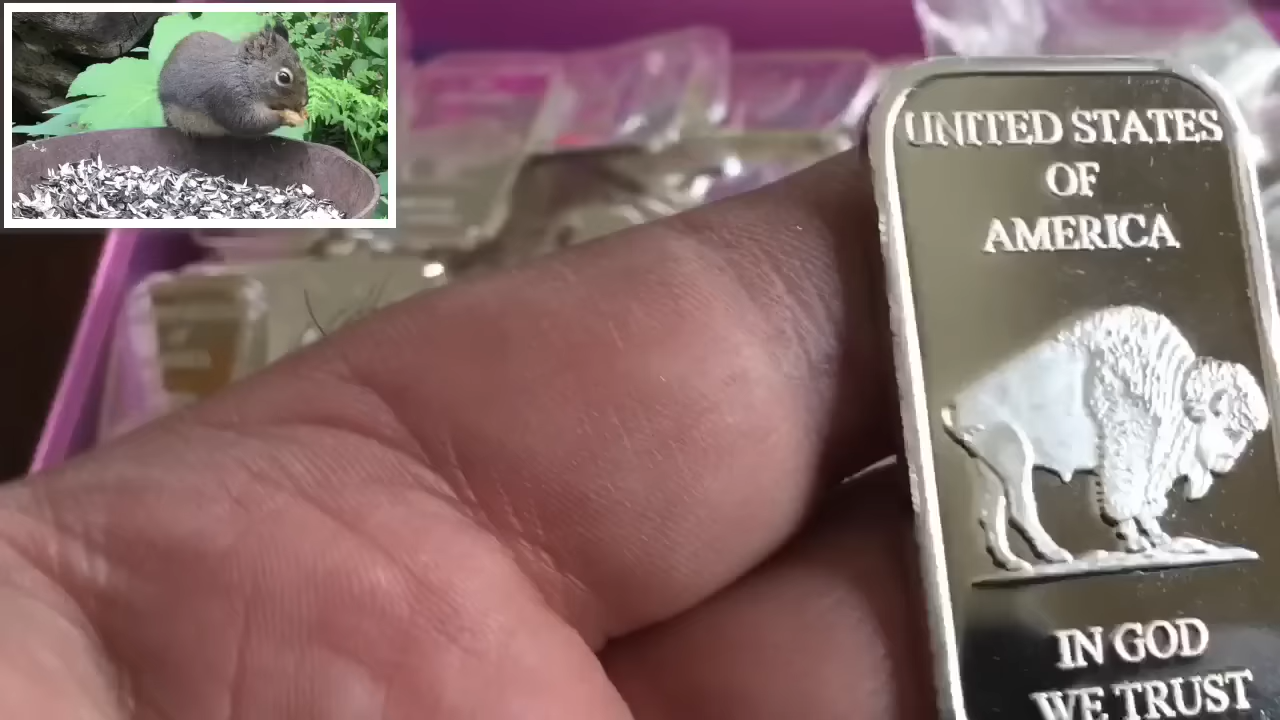 UNITED STATES
OF
AMERICA
IN GOD
WE TRUST